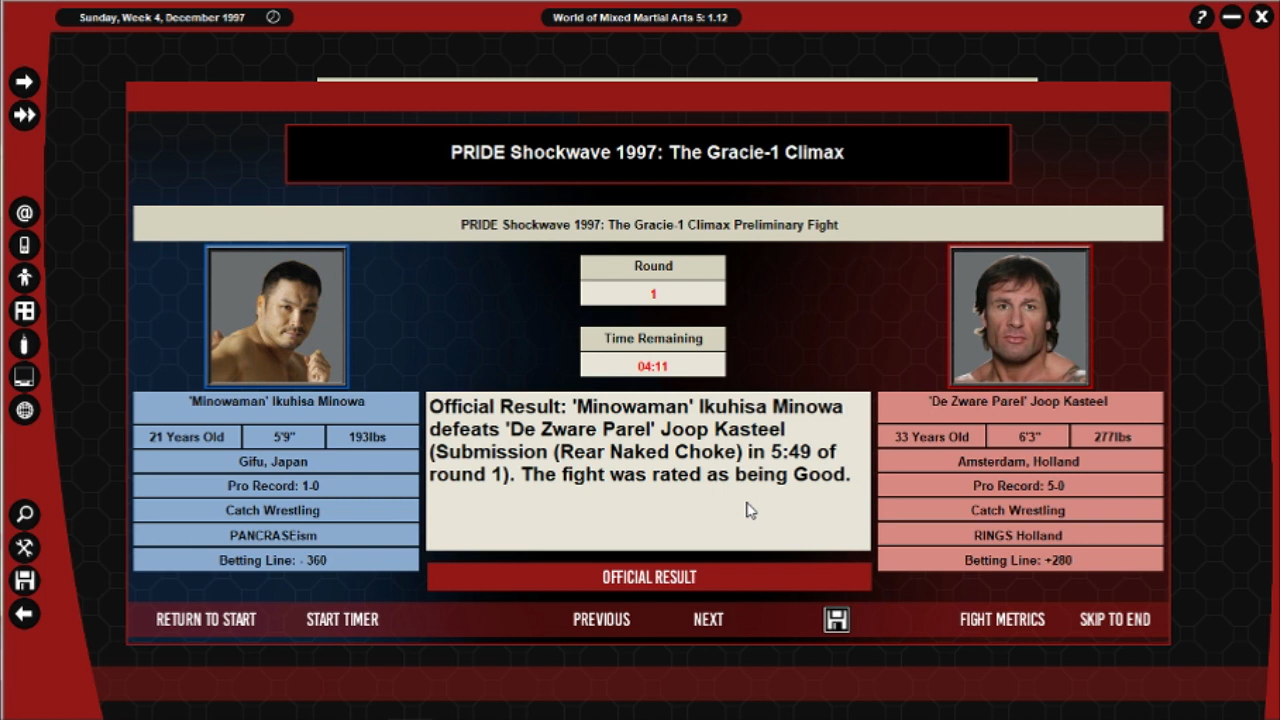 Sunday, Week 4, December 1997
World of Mixed Martial Arts 5: 1.12
?
X
@
PRIDE Shockwave 1997: The Gracie-1 Climax
PRIDE Shockwave 1997: The Gracie-1 Climax Preliminary Fight
Round
1
Time Remaining
04:11
'Minowaman' Ikuhisa Minowa
21 Years Old
5'9"
193lbs
Gifu, Japan
Pro Record: 1-0
Catch Wrestling
PANCRASEism
Betting Line: - 360
Official Result: 'Minowaman' Ikuhisa Minowa
defeats 'De Zware Parel' Joop Kasteel
(Submission (Rear Naked Choke) in 5:49 of
round 1). The fight was rated as being Good.
OFFICIAL RESULT
'De Zware Parel' Joop Kasteel
33 Years Old
6'3"
277lbs
Amsterdam, Holland
Pro Record: 5-0
Catch Wrestling
RINGS Holland
Betting Line: +280
RETURN TO START
START TIMER
PREVIOUS
NEXT
FIGHT METRICS
SKIP TO END